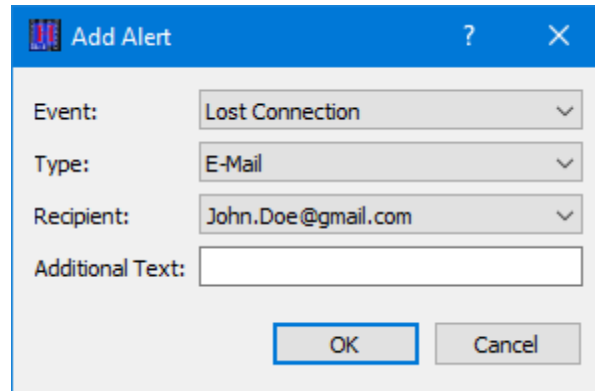 Add Alert ?
Event: Lost Connection
Type: E-Mail
Recipient: John.Doe@gmail.com
Additional Text:
OK Cancel